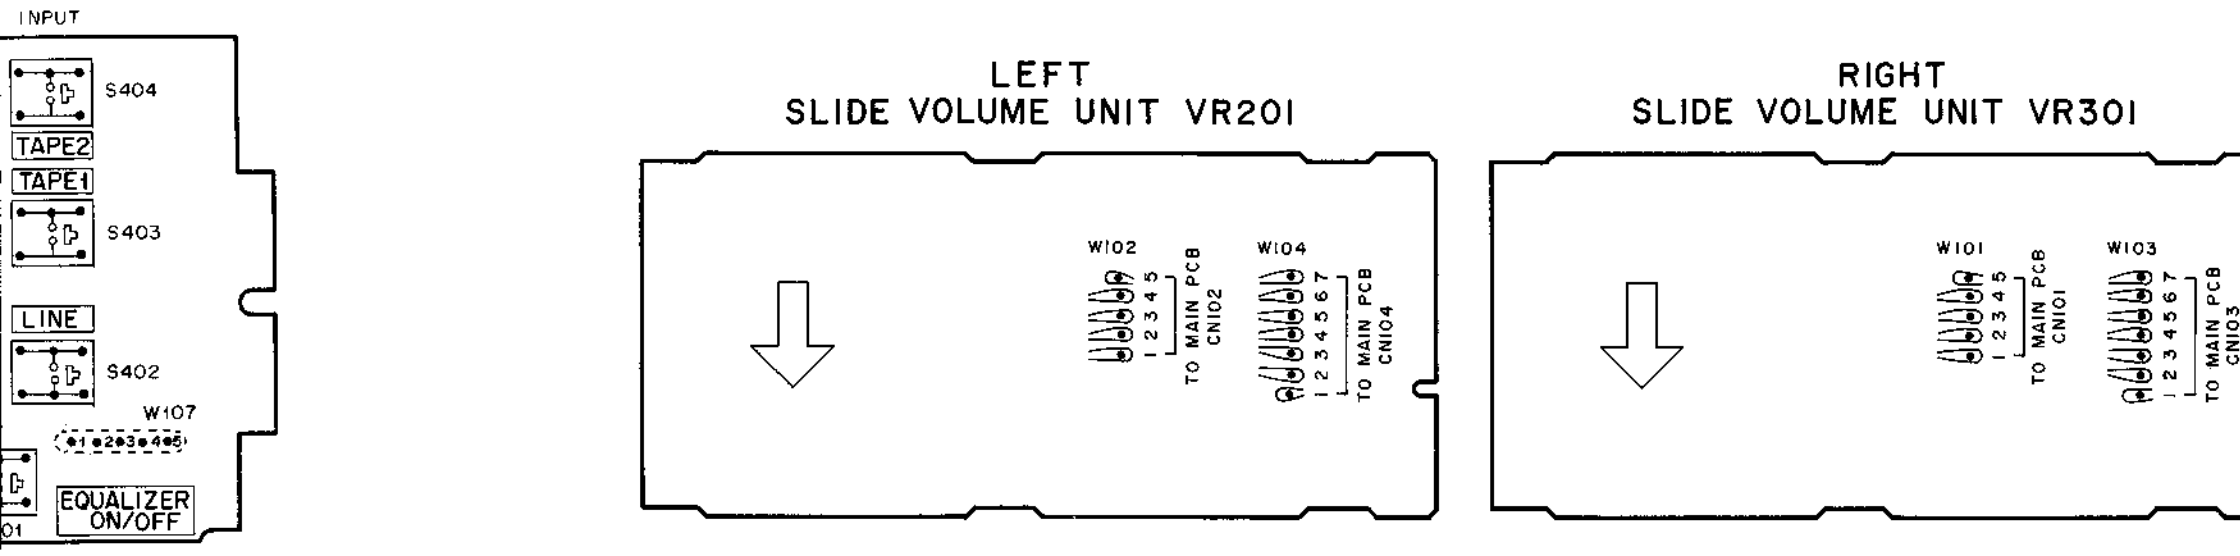 INPUT
S404
TAPE2
TAPE1
S403
LINE
S402
W107
1 2 3 4 5
EQUALIZER
ON/OFF
01
LEFT
SLIDE VOLUME UNIT VR201
W102
5
4
3
2
1
TO MAIN PCB
CN102
W104
7
6
5
4
3
2
1
TO MAIN PCB
CN104
RIGHT
SLIDE VOLUME UNIT VR301
W101
5
4
3
2
1
TO MAIN PCB
CN101
W103
7
6
5
4
3
2
1
TO MAIN PCB
CN103